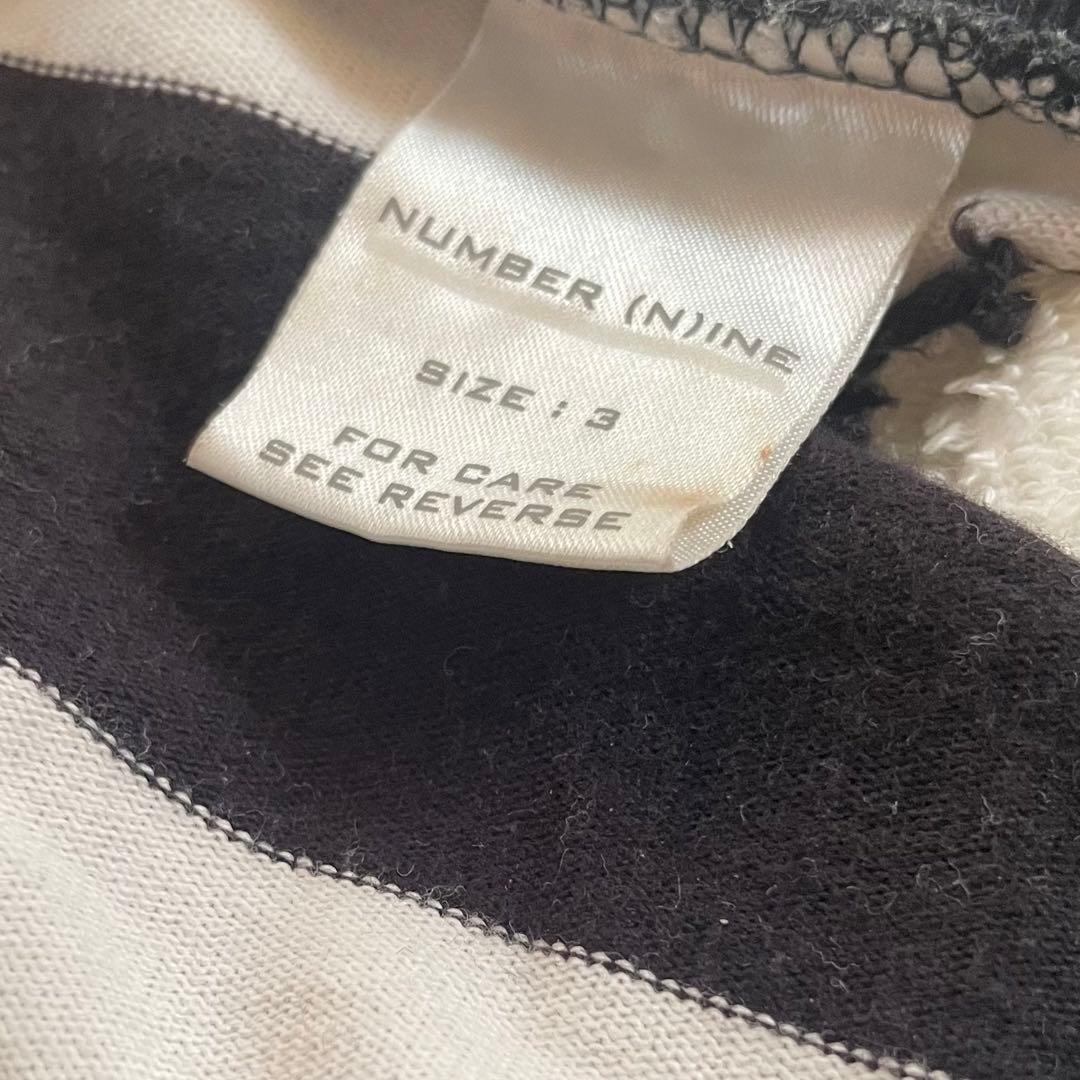 NUMBER (N)INE
SIZE : 3
FOR CARE
SEE REVERSE